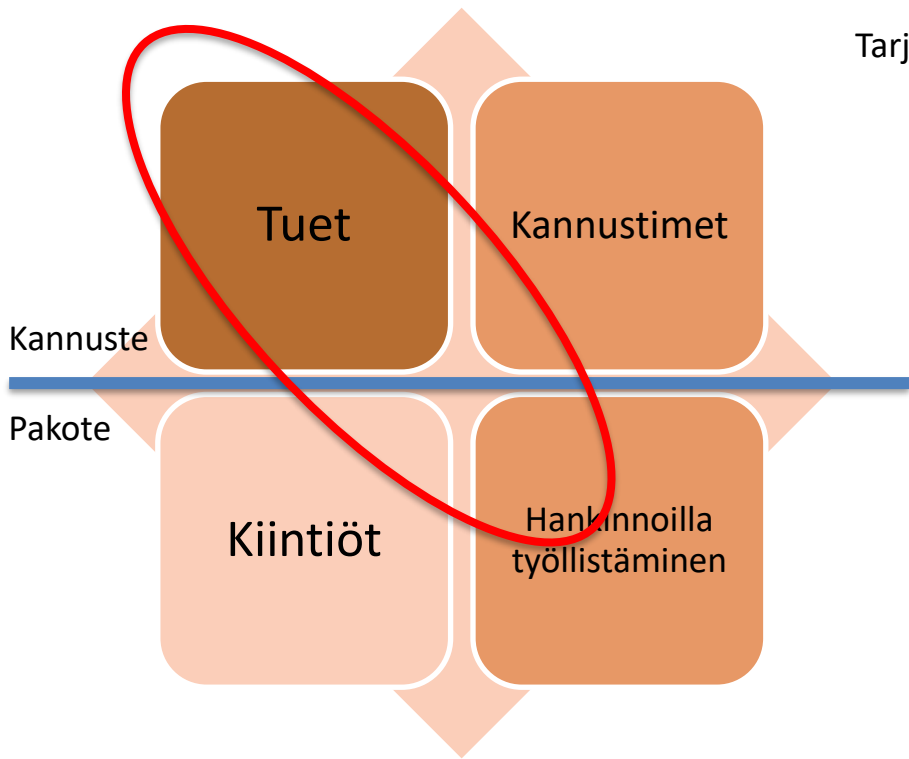 Tarj
Tuet
Kannustimet
Kannuste
Pakote
Kiintiöt
Hankinnoilla
työllistäminen